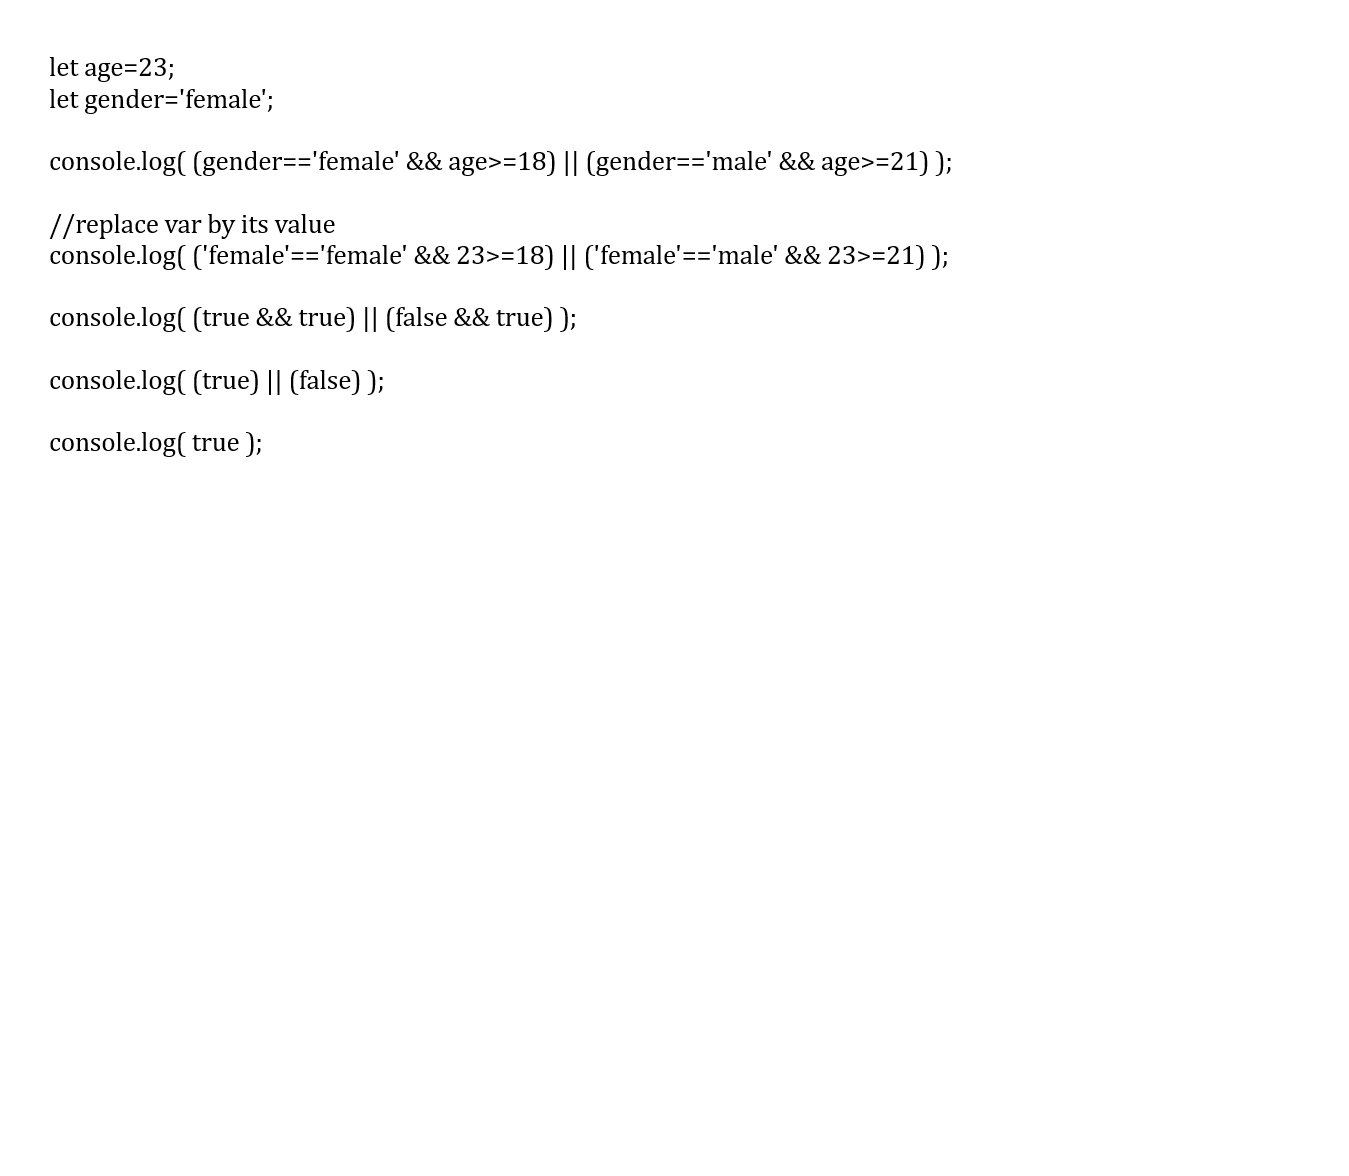 let age=23;
let gender='female';
console.log( (gender=='female' && age>=18) || (gender=='male' && age>=21) );
//replace var by its value
console.log( ('female'=='female' && 23>=18) || ('female'=='male' && 23>=21) );
console.log( (true && true) || (false && true) );
console.log( (true) || (false) );
console.log( true );